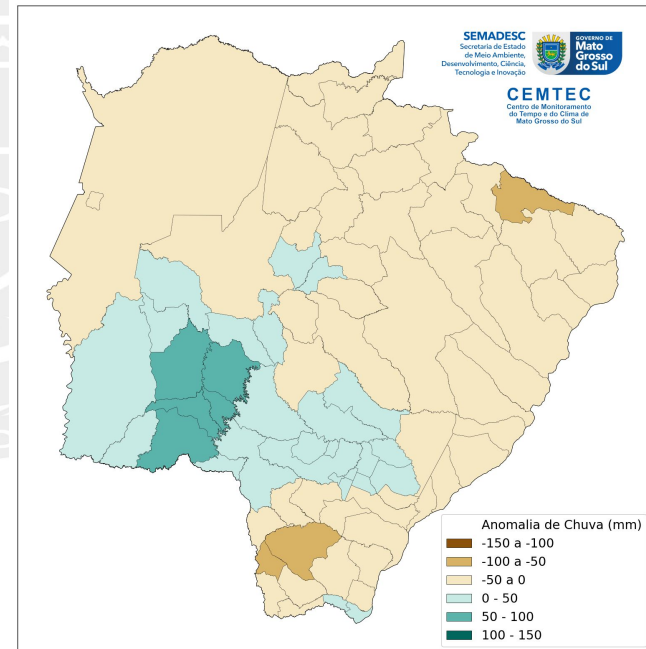 SEMADESC
Secretaria de Estado
de Meio Ambiente,
Desenvolvimento, Ciência,
Tecnologia e Inovação
GOVERNO DE
Mato
Grosso
do Sul
CEMTEC
Centro de Monitoramento
do Tempo e do Clima de
Mato Grosso do Sul
Anomalia de Chuva (mm)
-150 a -100
-100 a -50
-50 a 0
0 - 50
50 - 100
100 - 150